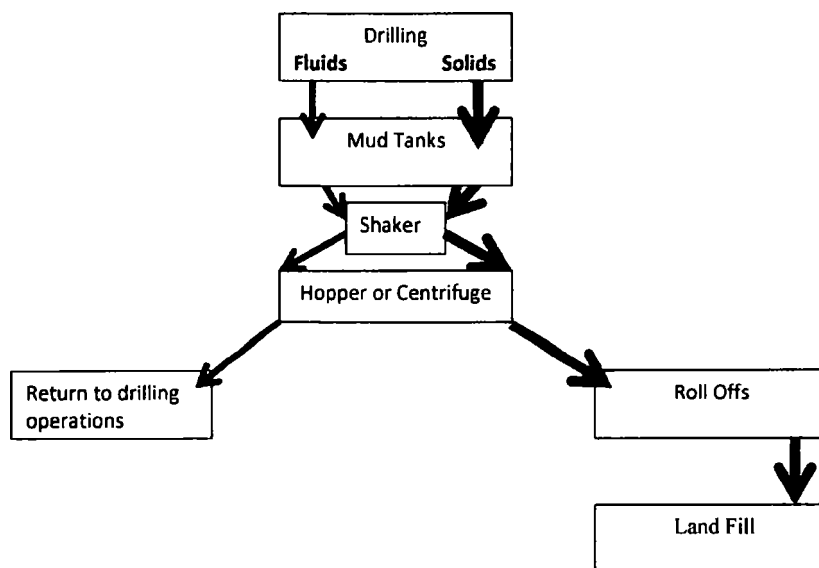 Drilling
Fluids Solids
Mud Tanks
Shaker
Hopper or Centrifuge
Return to drilling
operations
Roll Offs
Land Fill